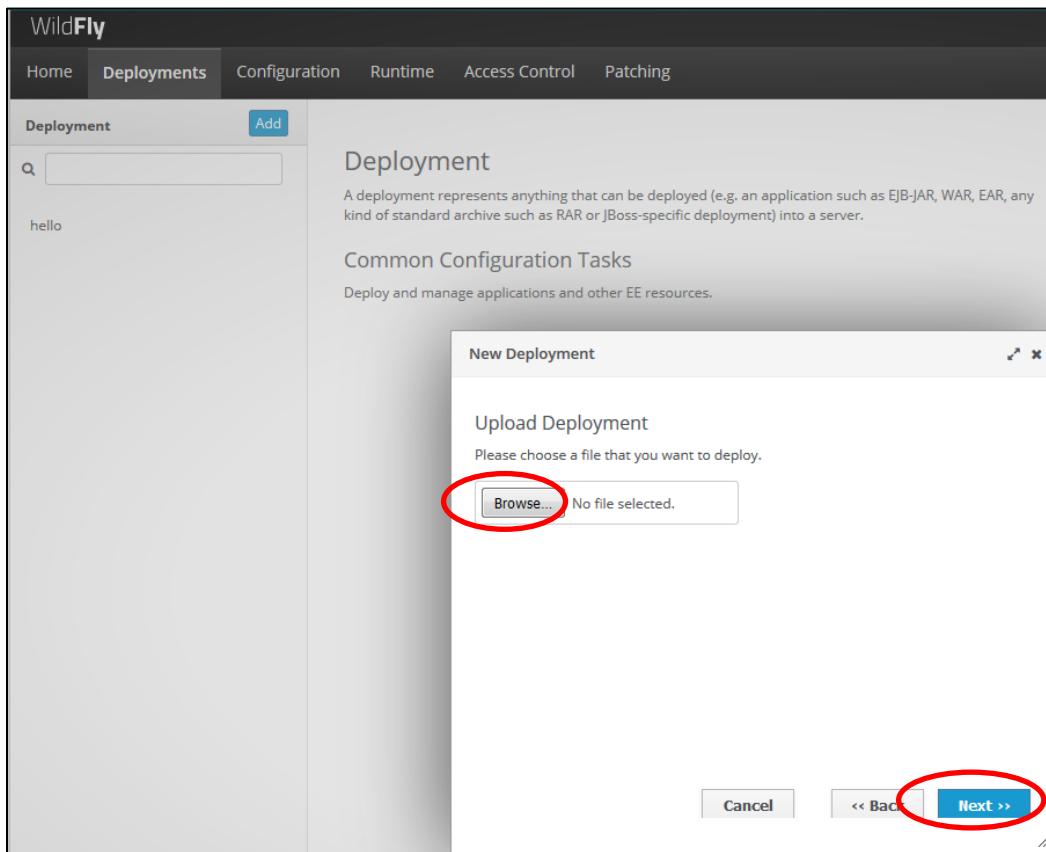 WildFly
Home Deployments Configuration Runtime Access Control Patching
Deployment Add
hello
Deployment
A deployment represents anything that can be deployed (e.g. an application such as EJB-JAR, WAR, EAR, any
kind of standard archive such as RAR or JBoss-specific deployment) into a server.
Common Configuration Tasks
Deploy and manage applications and other EE resources.
New Deployment
Upload Deployment
Please choose a file that you want to deploy.
Browse... No file selected.
Cancel << Back Next >>